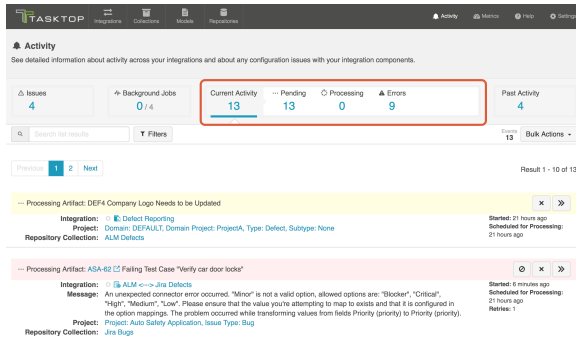 TASKTOP
Integrations Collections Models Repositories
Activity Metrics Help Settings
Activity
See detailed information about activity across your integrations and about any configuration issues with your integration components.
Issues
4
Background Jobs
0 / 4
Current Activity
13
Pending
13
Processing
0
Errors
9
Past Activity
4
Search list results
Filters
Events
13
Bulk Actions
Previous 1 2 Next
Result 1 - 10 of 13
Processing Artifact: DEF4 Company Logo Needs to be Updated
Integration: Defect Reporting
Project: Domain: DEFAULT, Domain Project: ProjectA, Type: Defect, Subtype: None
Repository Collection: ALM Defects
Started: 21 hours ago
Scheduled for Processing:
21 hours ago
Processing Artifact: ASA-62 Failing Test Case "Verify car door locks"
Integration: ALM <---> Jira Defects
Message: An unexpected connector error occurred. "Minor" is not a valid option, allowed options are: "Blocker", "Critical",
"High", "Medium", "Low". Please ensure that the value you're attempting to map to exists and that it is configured in
the option mappings. The problem occurred while transforming values from fields Priority (priority) to Priority (priority).
Project: Project: Auto Safety Application, Issue Type: Bug
Repository Collection: Jira Bugs
Started: 6 minutes ago
Scheduled for Processing:
21 hours ago
Retries: 1